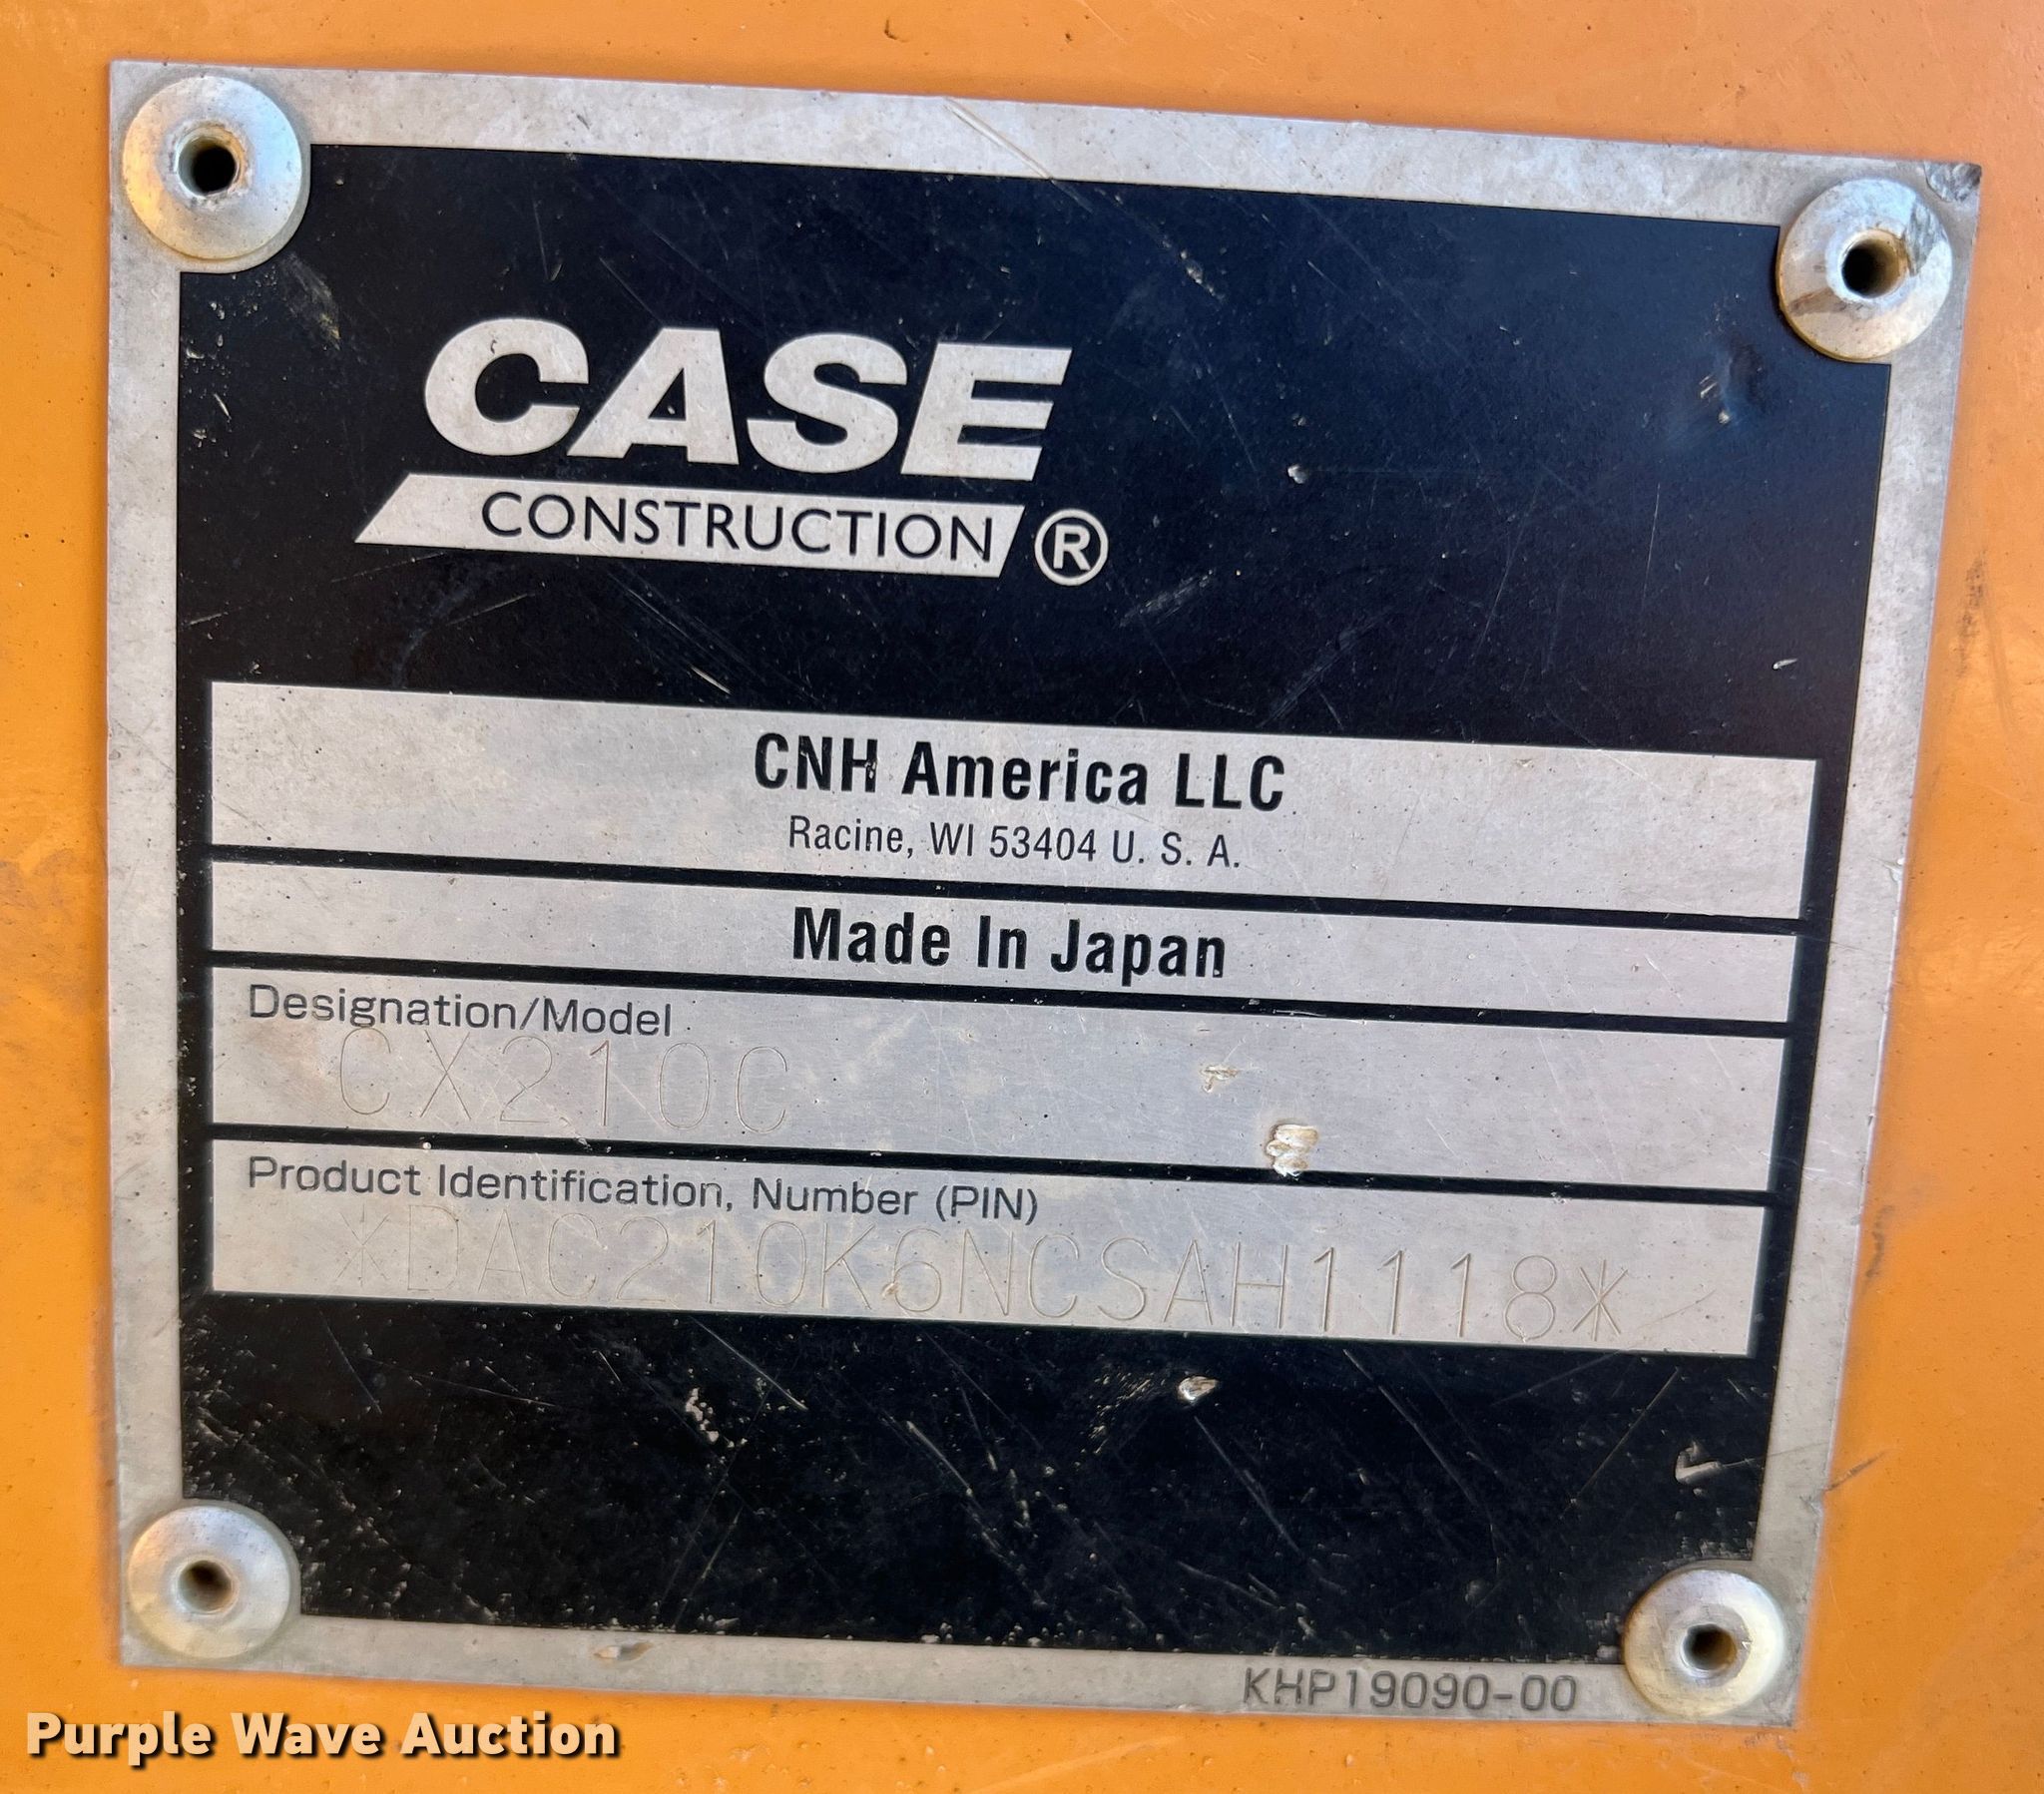 CASE
CONSTRUCTION ®
CNH America LLC
Racine, WI 53404 U. S. A.
Made In Japan
Designation/Model
CX210C
Product Identification, Number (PIN)
*DAC210K6NCSAH1118*
KHP19090-00
Purple Wave Auction